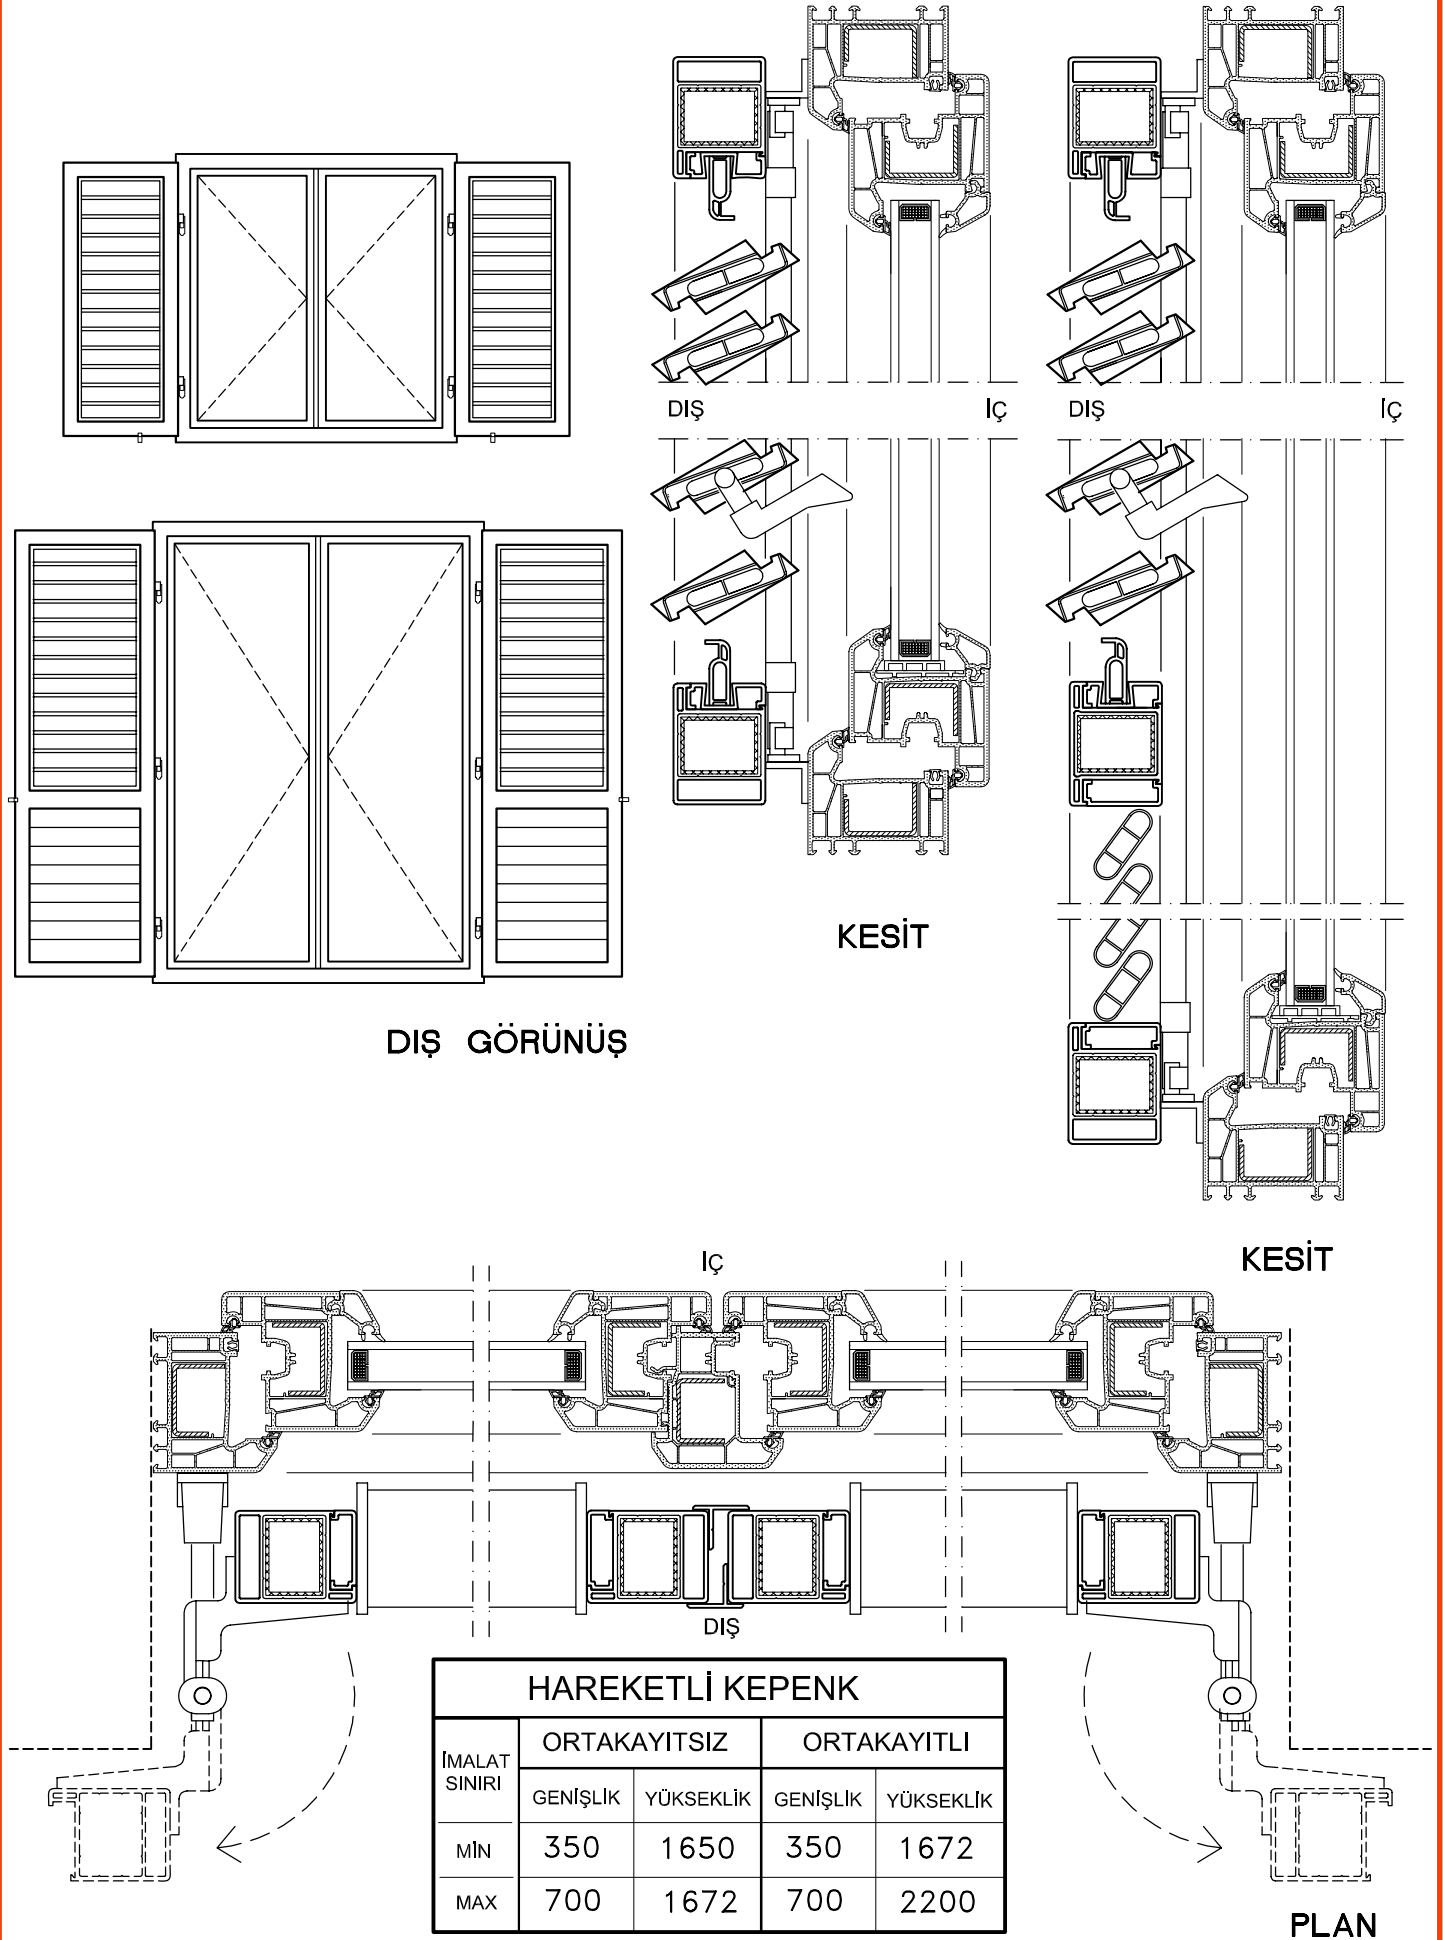 DIŞ İÇ
DIŞ İÇ
KESİT
DIŞ GÖRÜNÜŞ
KESİT
İÇ
DIŞ
HAREKETLİ KEPENK
İMALAT SINIRI
ORTAKAYITSIZ ORTAKAYITLI
GENİŞLİK YÜKSEKLİK GENİŞLİK YÜKSEKLİK
MİN 350 1650 350 1672
MAX 700 1672 700 2200
PLAN